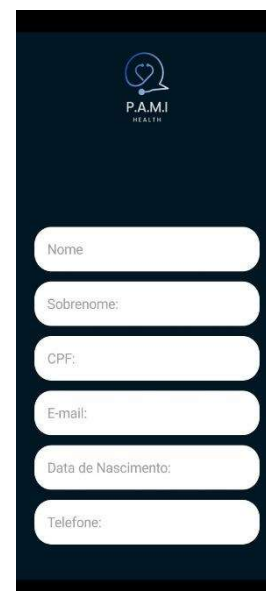 P.A.M.I
HEALTH
Nome
Sobrenome:
CPF:
E-mail:
Data de Nascimento:
Telefone: